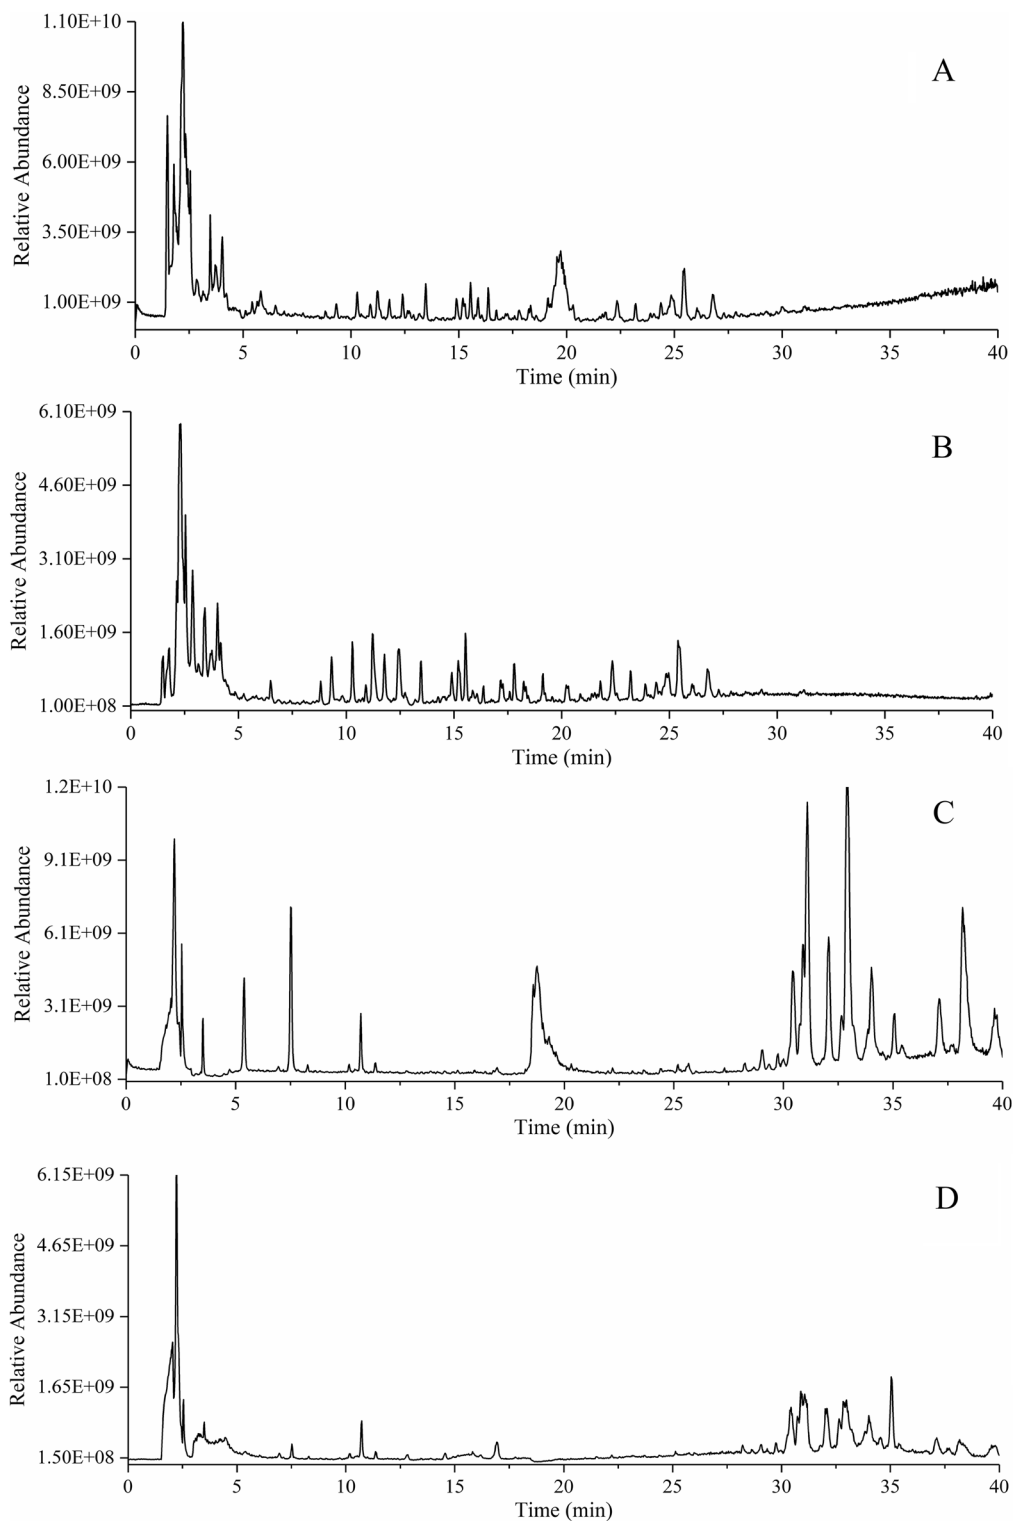 A
Relative Abundance
1.10E+10
8.50E+09
6.00E+09
3.50E+09
1.00E+09
0 5 10 15 20 25 30 35 40
Time (min)
B
Relative Abundance
6.10E+09
4.60E+09
3.10E+09
1.60E+09
1.00E+08
0 5 10 15 20 25 30 35 40
Time (min)
C
Relative Abundance
1.2E+10
9.1E+09
6.1E+09
3.1E+09
1.0E+08
0 5 10 15 20 25 30 35 40
Time (min)
D
Relative Abundance
6.15E+09
4.65E+09
3.15E+09
1.65E+09
1.50E+08
0 5 10 15 20 25 30 35 40
Time (min)